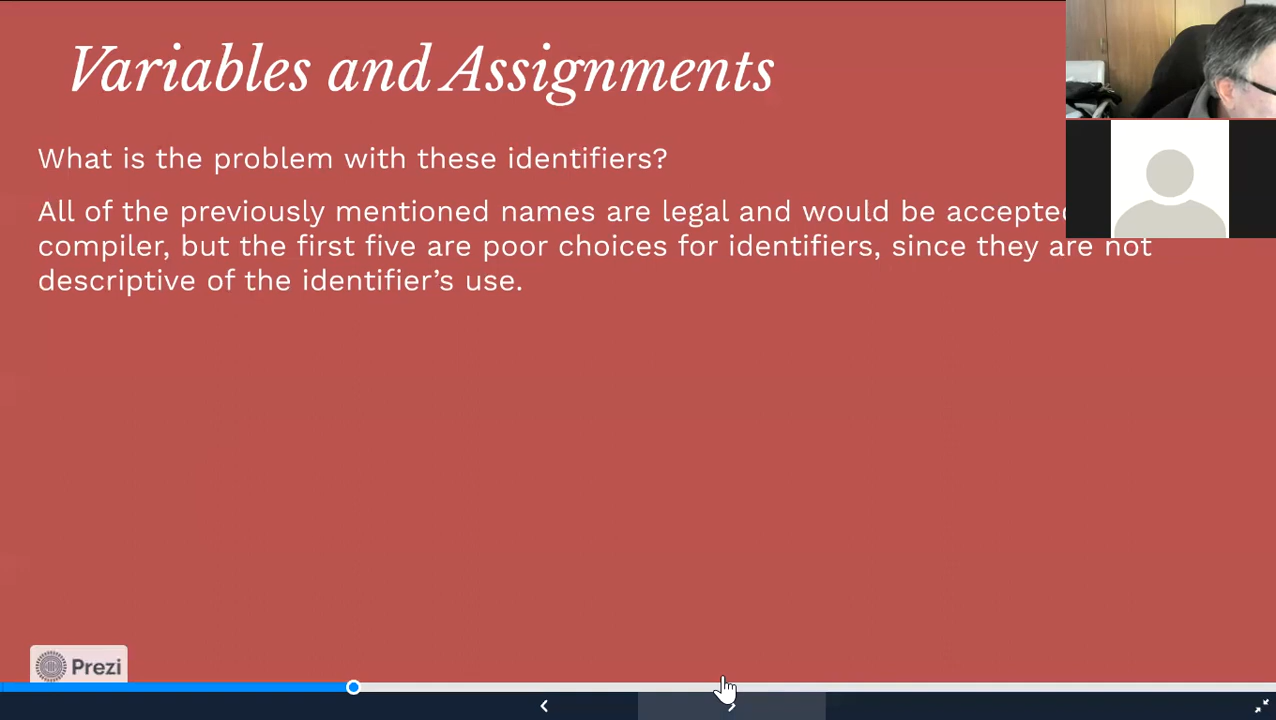 Variables and Assignments
What is the problem with these identifiers?
All of the previously mentioned names are legal and would be accepted
compiler, but the first five are poor choices for identifiers, since they are not
descriptive of the identifier's use.
Prezi